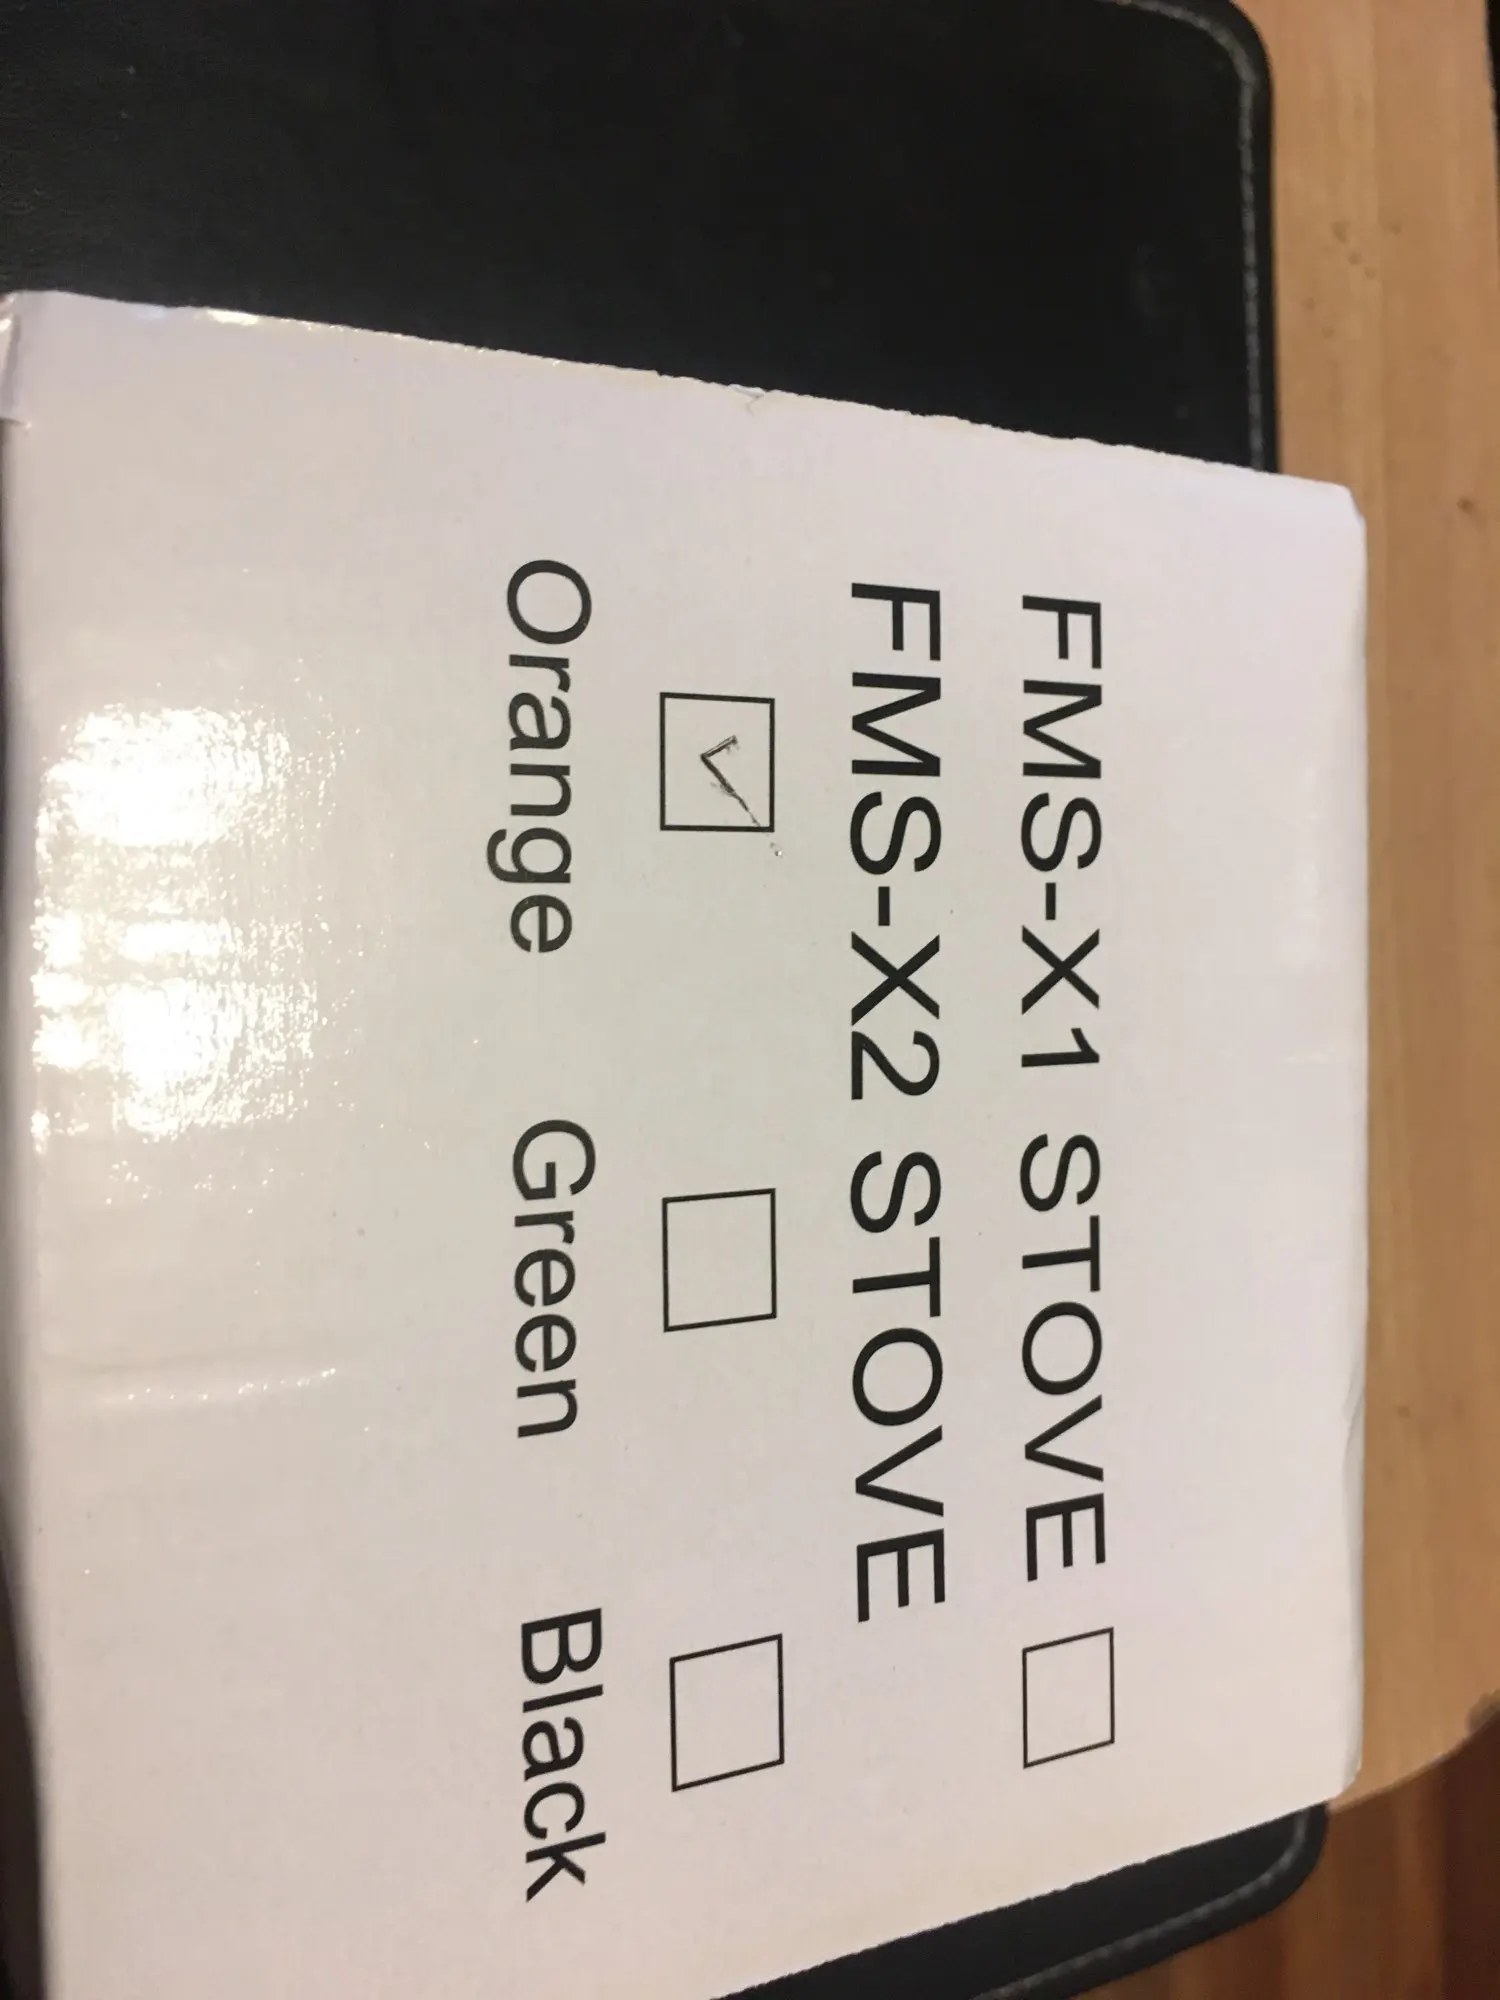 FMS-X1 STOVE
FMS-X2 STOVE
Orange Green Black